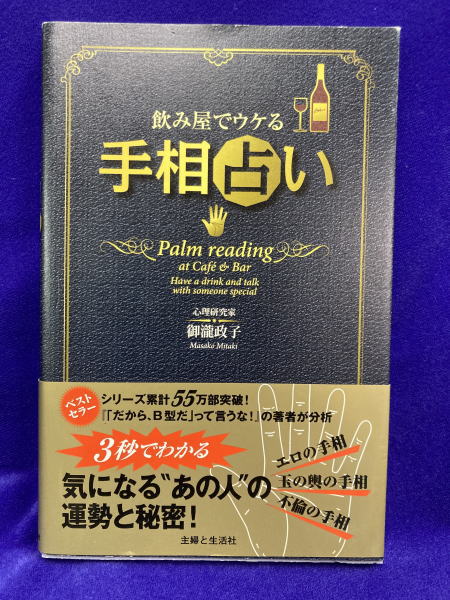 飲み屋でウケる
手相占い
Palm reading
at Café & Bar
Have a drink and talk
with someone special
心理研究家
御瀧政子
Masako Mitaki
ベスト
セラー
シリーズ累計55万部突破!
『「だから、B型だ」って言うな!』の著者が分析
3秒でわかる
気になる"あの人"の
運勢と秘密!
エロの手相
玉の輿の手相
不倫の手相
主婦と生活社